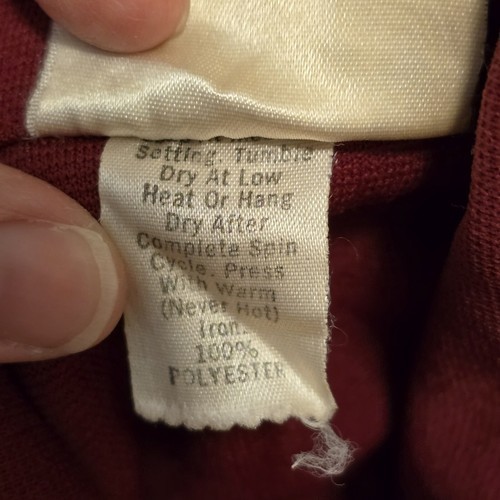 Setting. Tumble
Dry At Low
Heat Or Hang
Dry After
Complete Spin
Cycle. Press
With Warm
(Never Hot)
Iron.
100%
POLYESTER